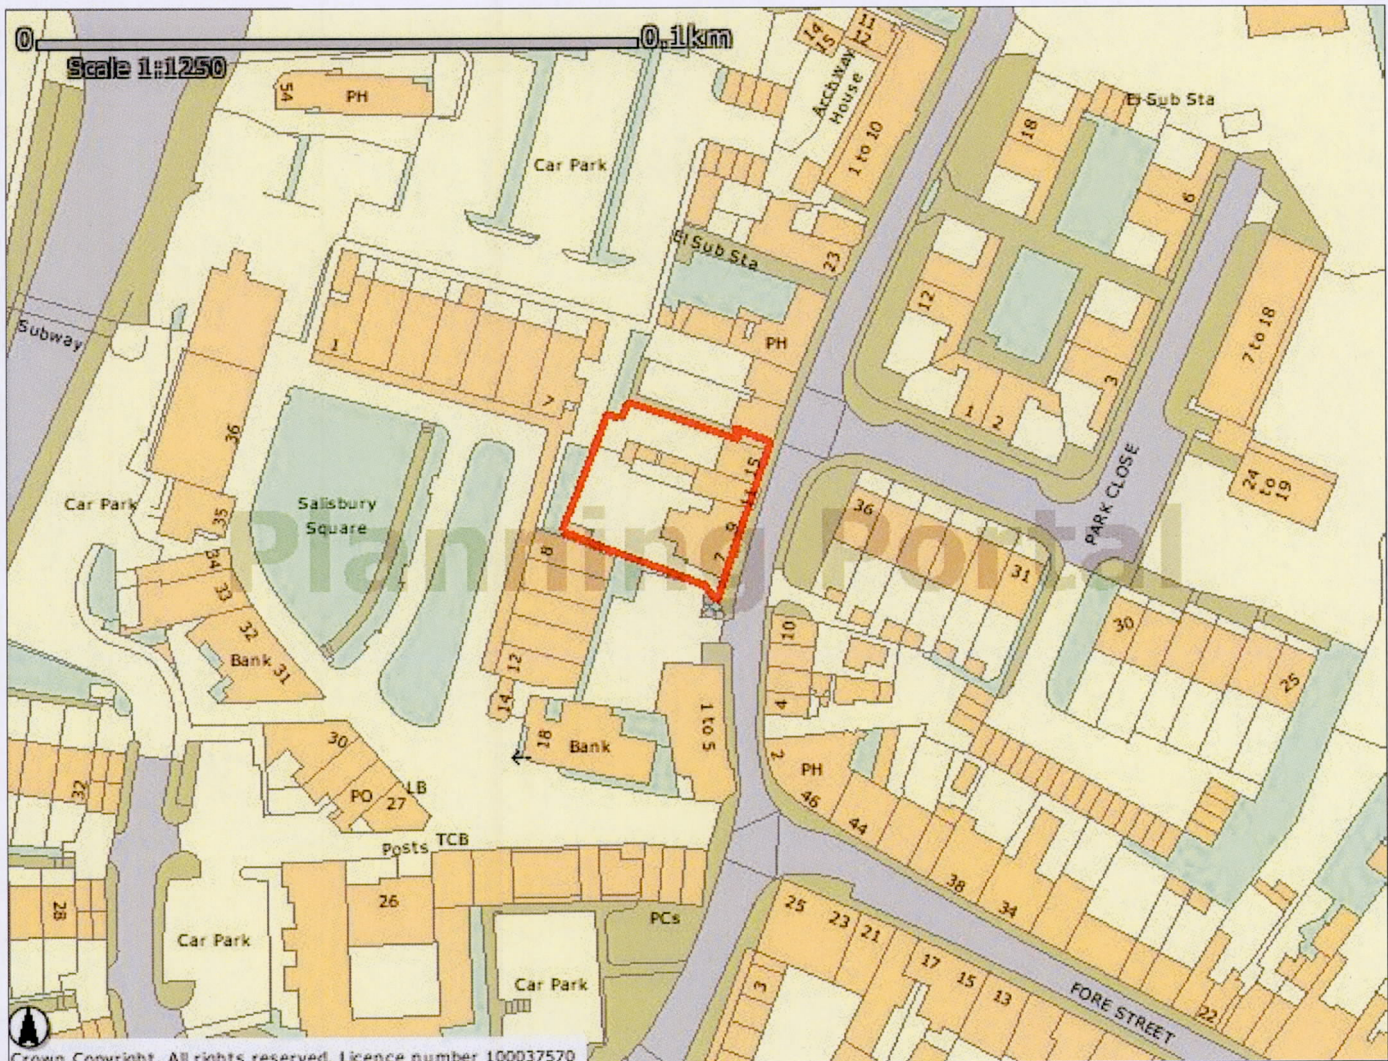 0 0.1km
Scale 1:1250
54
PH
Car Park
14
15
11
12
Arch Way
House
1 to 10
El Sub Sta
18
6
El Sub Sta
23
12
PH
1
2
3
7 to 18
Subway
1
7
36
15
11
9
7
24
to
19
PARK CLOSE
Car Park
35
Salisbury
Square
36
31
Planning Portal
34
33
8
32
Bank
31
12
10
30
25
14
4
1 to 5
18
Bank
2
PH
46
44
30
PO
27
LB
32
Posts
TCB
38
34
26
28
PCs
25
23
21
17
15
13
Car Park
Car Park
3
FORE STREET
22
Crown Copyright. All rights reserved. Licence number 100037570